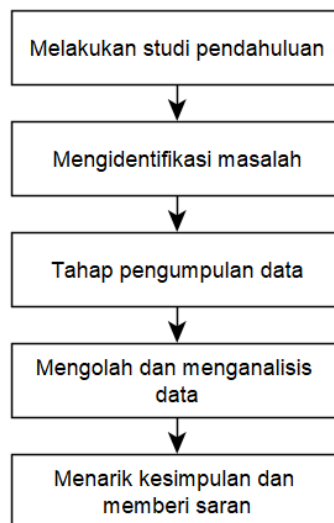 Melakukan studi pendahuluan
Mengidentifikasi masalah
Tahap pengumpulan data
Mengolah dan menganalisis
data
Menarik kesimpulan dan
memberi saran